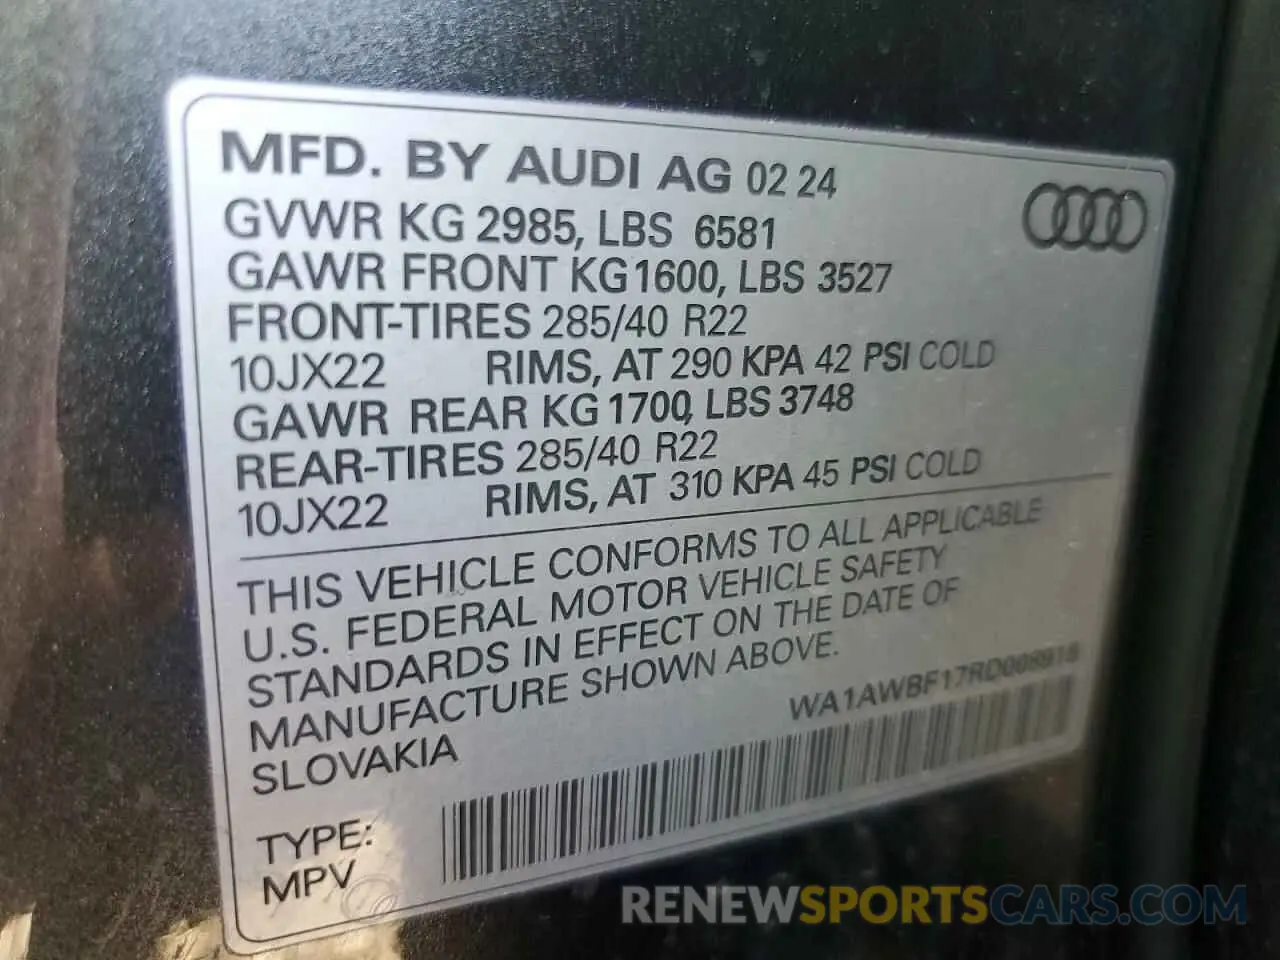 MFD. BY AUDI AG 02 24
GVWR KG 2985, LBS 6581
GAWR FRONT KG 1600, LBS 3527
FRONT-TIRES 285/40 R22
10JX22 RIMS, AT 290 KPA 42 PSI COLD
GAWR REAR KG 1700, LBS 3748
REAR-TIRES 285/40 R22
10JX22 RIMS, AT 310 KPA 45 PSI COLD
THIS VEHICLE CONFORMS TO ALL APPLICABLE
U.S. FEDERAL MOTOR VEHICLE SAFETY
STANDARDS IN EFFECT ON THE DATE OF
MANUFACTURE SHOWN ABOVE.
SLOVAKIA
TYPE:
MPV
RENEWSPORTSCARS.COM